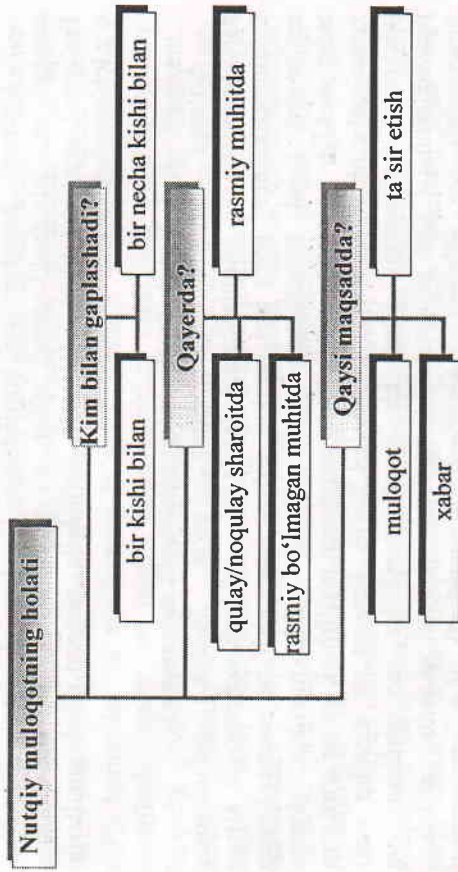 Nutqiy muloqotning holati
Kim bilan gaplashadi?
bir kishi bilan
bir necha kishi bilan
Qayerda?
qulay/noqulay sharoitda
rasmiy muhitda
rasmiy bo‘lmagan muhitda
Qaysi maqsadda?
muloqot
ta’sir etish
xabar